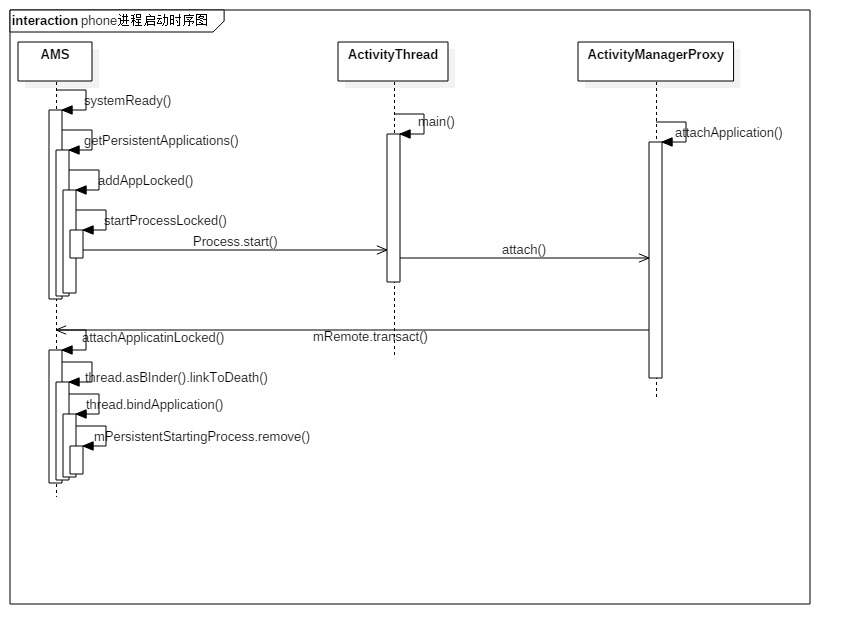 interaction phone进程启动时序图
AMS
ActivityThread
ActivityManagerProxy
systemReady()
main()
attachApplication()
getPersistentApplications()
addAppLocked()
startProcessLocked()
Process.start()
attach()
mRemote.transact()
attachApplicatinLocked()
thread.asBInder().linkToDeath()
thread.bindApplication()
mPersistentStartingProcess.remove()